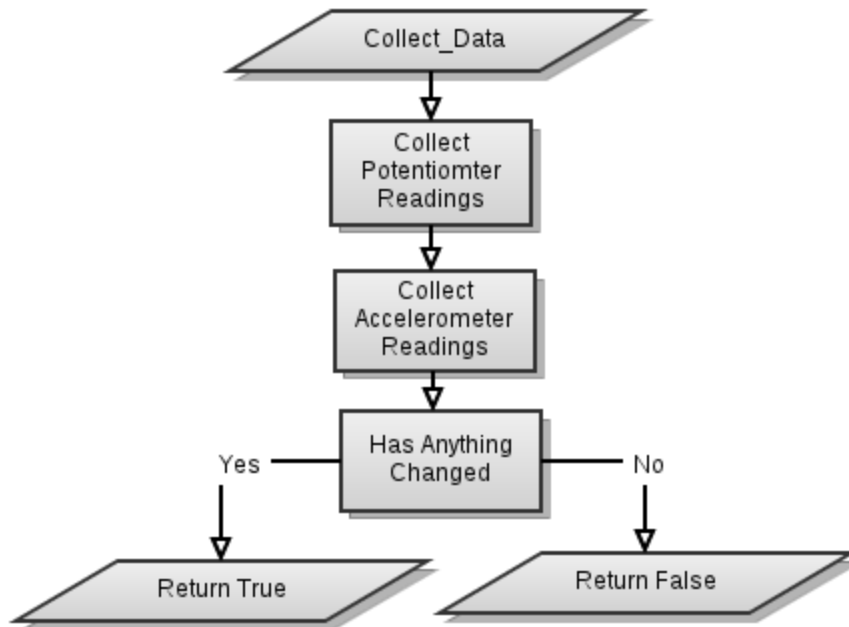 Collect_Data
Collect
Potentiomter
Readings
Collect
Accelerometer
Readings
Has Anything
Changed
Yes
No
Return True
Return False